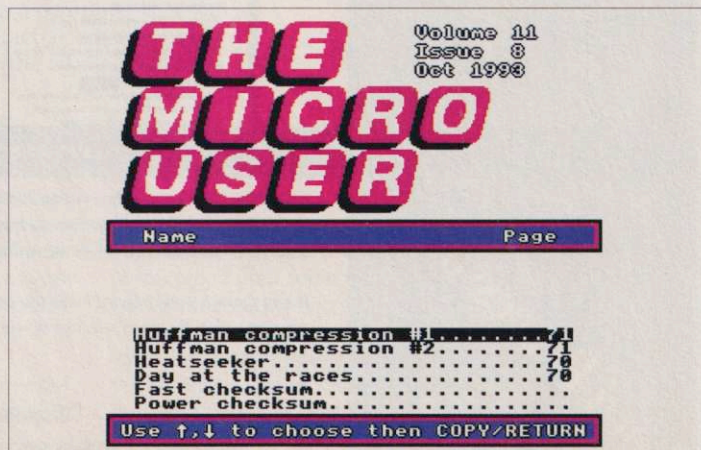 THE
MICRO
USER
Volume 11
Issue 8
Oct 1993
Name Page
Huffman compression #1........71
Huffman compression #2........71
Heatseeker......................70
Day at the races...............70
Fast checksum...................
Power checksum..................
Use ↑,↓ to choose then COPY/RETURN